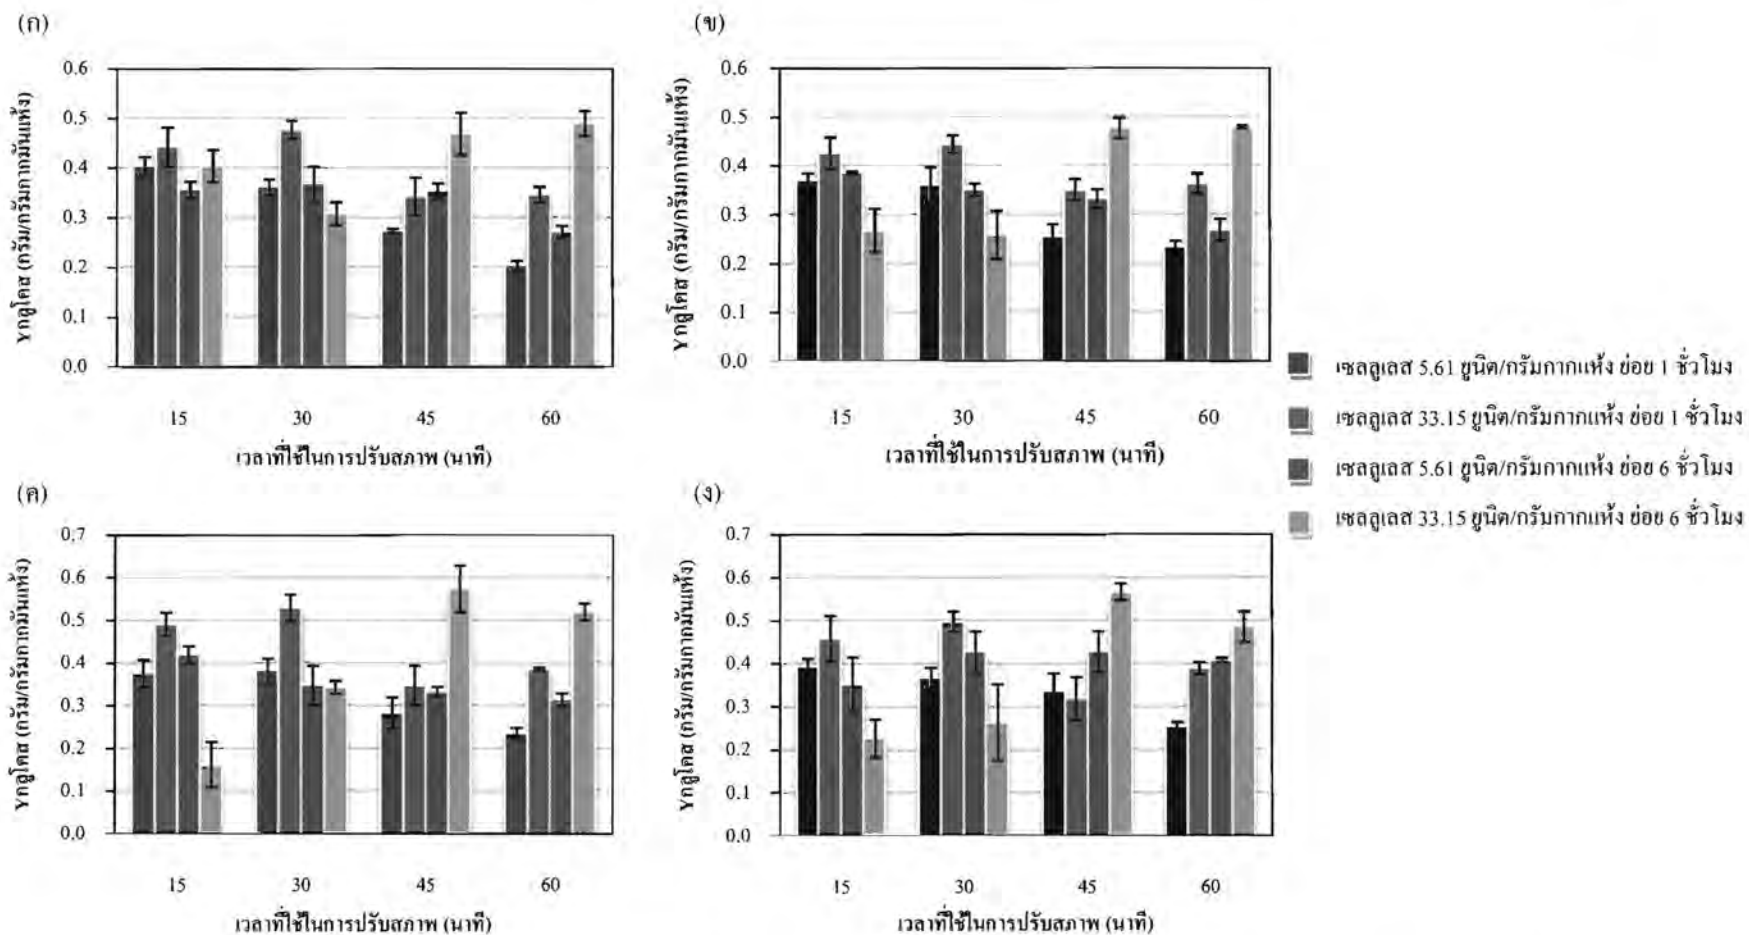 (ก)
0.6
0.5
0.4
0.3
0.2
0.1
0.0
Yกลูโคส (กรัม/กรัมกากมันแห้ง)
15 30 45 60
เวลาที่ใช้ในการปรับสภาพ (นาที)
(ข)
0.6
0.5
0.4
0.3
0.2
0.1
0.0
Yกลูโคส (กรัม/กรัมกากมันแห้ง)
15 30 45 60
เวลาที่ใช้ในการปรับสภาพ (นาที)
เซลลูเลส 5.61 ยูนิต/กรัมกากแห้ง ย่อย 1 ชั่วโมง
เซลลูเลส 33.15 ยูนิต/กรัมกากแห้ง ย่อย 1 ชั่วโมง
เซลลูเลส 5.61 ยูนิต/กรัมกากแห้ง ย่อย 6 ชั่วโมง
เซลลูเลส 33.15 ยูนิต/กรัมกากแห้ง ย่อย 6 ชั่วโมง
(ค)
0.7
0.6
0.5
0.4
0.3
0.2
0.1
0.0
Yกลูโคส (กรัม/กรัมกากมันแห้ง)
15 30 45 60
เวลาที่ใช้ในการปรับสภาพ (นาที)
(ง)
0.7
0.6
0.5
0.4
0.3
0.2
0.1
0.0
Yกลูโคส (กรัม/กรัมกากมันแห้ง)
15 30 45 60
เวลาที่ใช้ในการปรับสภาพ (นาที)